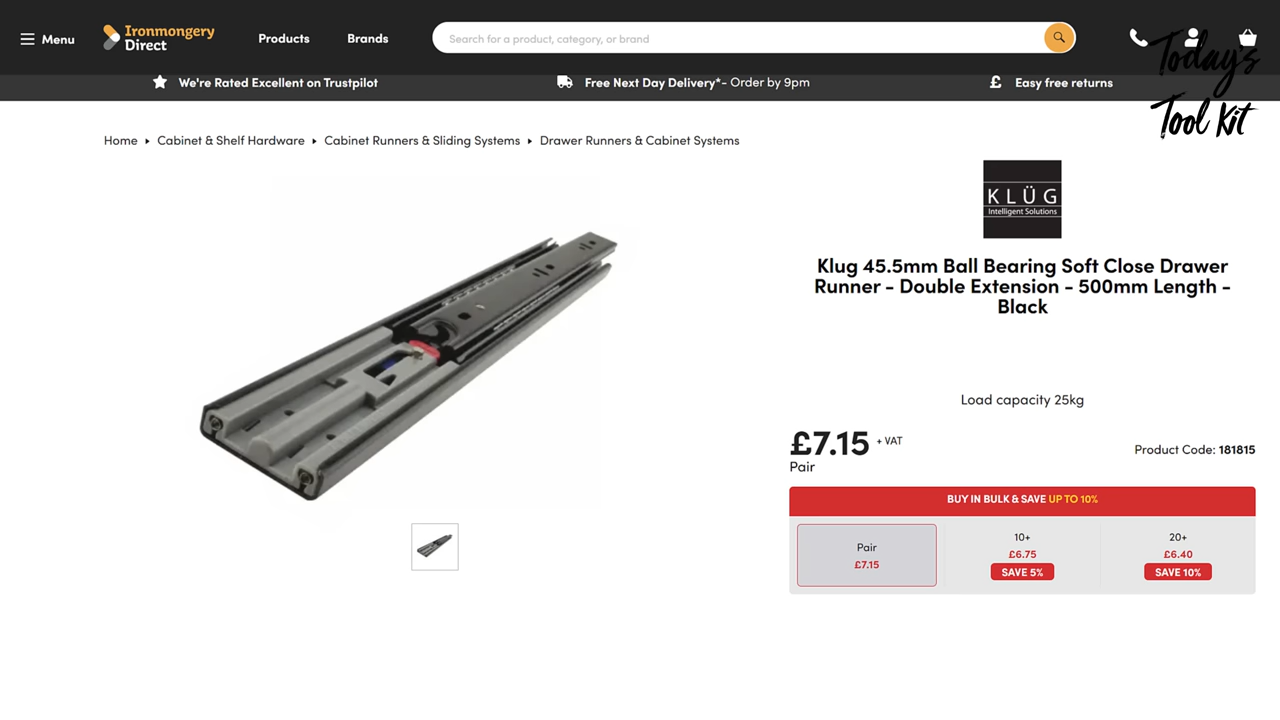 Menu
Ironmongery
Direct
Products
Brands
Search for a product, category, or brand
Today's
Tool Kit
We're Rated Excellent on Trustpilot
Free Next Day Delivery*- Order by 9pm
£ Easy free returns
Home ▸ Cabinet & Shelf Hardware ▸ Cabinet Runners & Sliding Systems ▸ Drawer Runners & Cabinet Systems
KLÜG
Intelligent Solutions
Klug 45.5mm Ball Bearing Soft Close Drawer
Runner - Double Extension - 500mm Length -
Black
Load capacity 25kg
£7.15 + VAT
Pair
Product Code: 181815
BUY IN BULK & SAVE UP TO 10%
Pair
£7.15
10+
£6.75
SAVE 5%
20+
£6.40
SAVE 10%